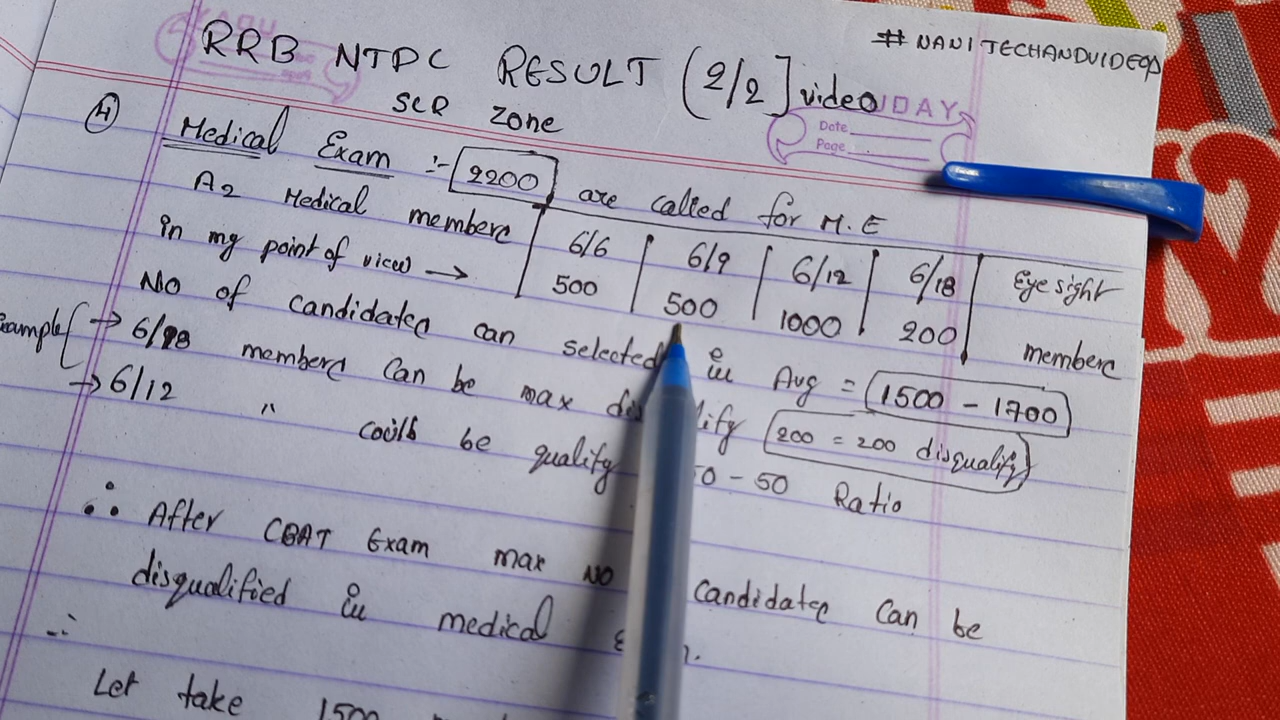 # NANITECHANDVIDEOS
RRB NTPC RESULT (2/2] video
SCR Zone
Date
Page
4 Medical Exam :- 2200 are called for M.E
A2 Medical members 6/6 6/9 6/12 6/18 Eye sight
in my point of view → 500 500 1000 200 members
No of candidates can selected in Avg = 1500 - 1700
→ 6/18 members can be max 200 = 200 disqualify
→ 6/12 " could be qualify 50 - 50 Ratio
∴ After CBAT Exam max NO candidates can be
disqualified in medical
∴
Let take 1500